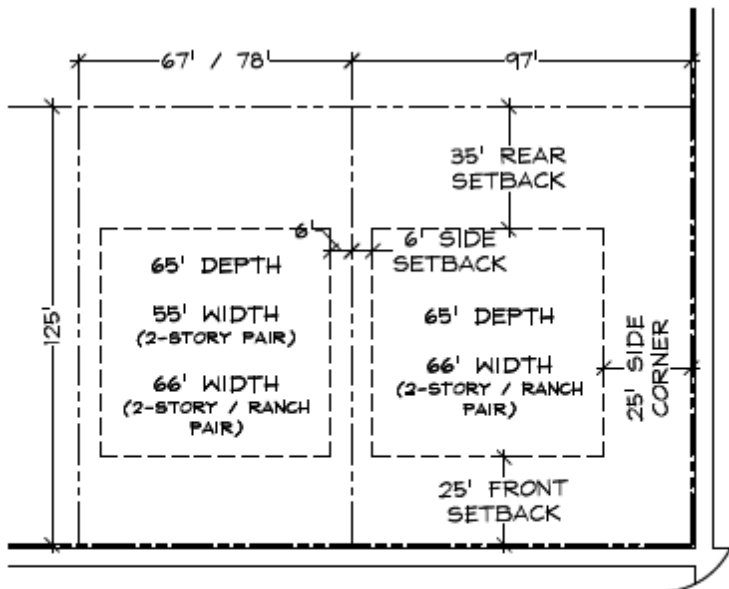 67' / 78'
97'
35' REAR
SETBACK
6'
6' SIDE
SETBACK
65' DEPTH
55' WIDTH
(2-STORY PAIR)
66' WIDTH
(2-STORY / RANCH
PAIR)
65' DEPTH
66' WIDTH
(2-STORY / RANCH
PAIR)
125'
25' SIDE
CORNER
25' FRONT
SETBACK